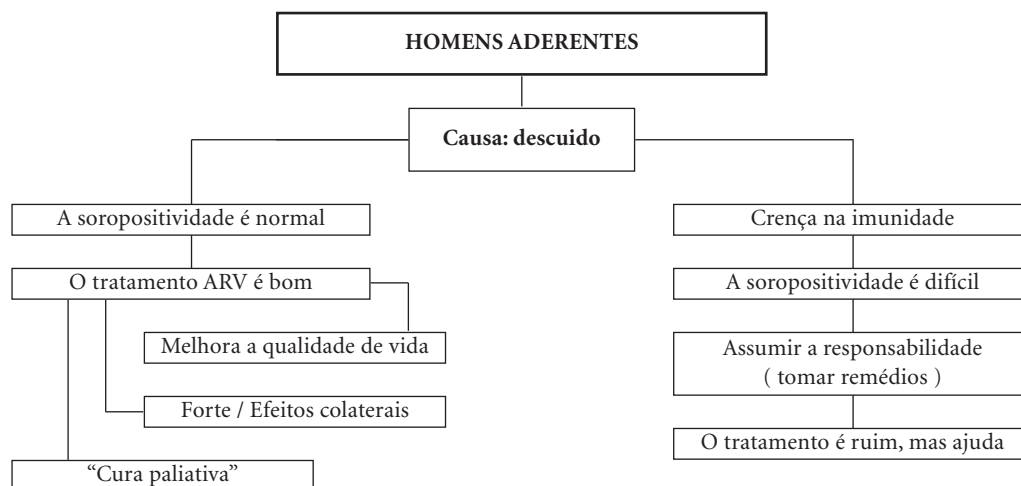 HOMENS ADERENTES
Causa: descuido
A soropositividade é normal
O tratamento ARV é bom
Melhora a qualidade de vida
Forte / Efeitos colaterais
“Cura paliativa”
Crença na imunidade
A soropositividade é difícil
Assumir a responsabilidade
( tomar remédios )
O tratamento é ruim, mas ajuda